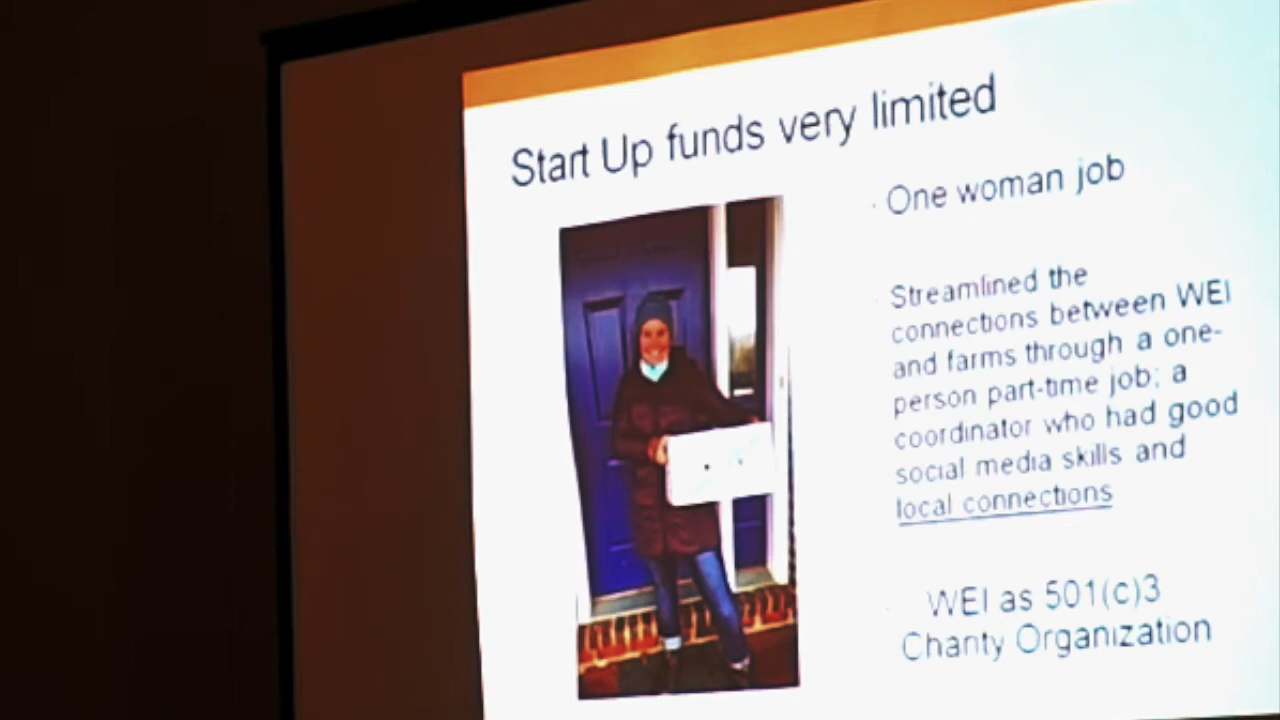 Start Up funds very limited
One woman job
Streamlined the
connections between WEI
and farms through a one-
person part-time job; a
coordinator who had good
social media skills and
local connections
WEI as 501(c)3
Charity Organization